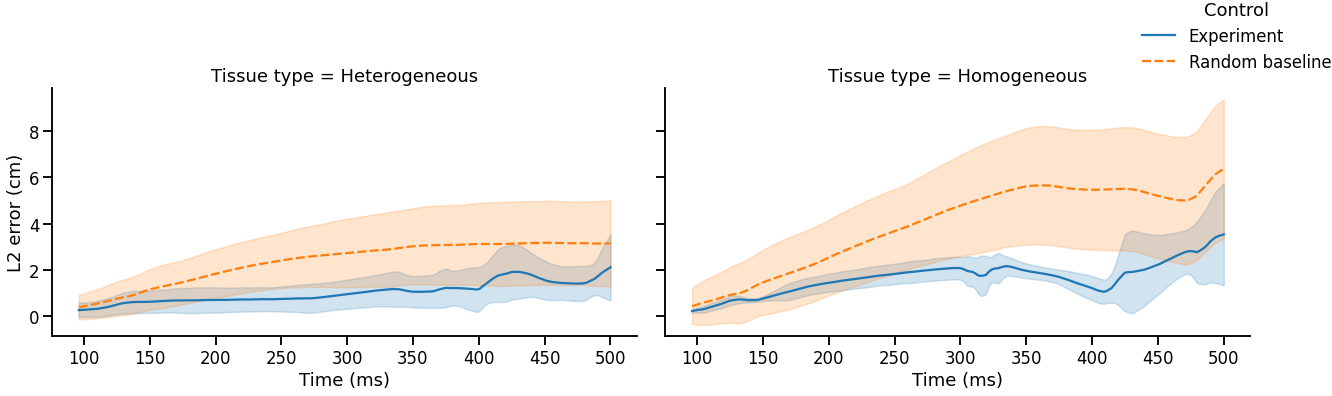 Control
Experiment
Random baseline
Tissue type = Heterogeneous
Tissue type = Homogeneous
L2 error (cm)
8
6
4
2
0
100 150 200 250 300 350 400 450 500
100 150 200 250 300 350 400 450 500
Time (ms)
Time (ms)